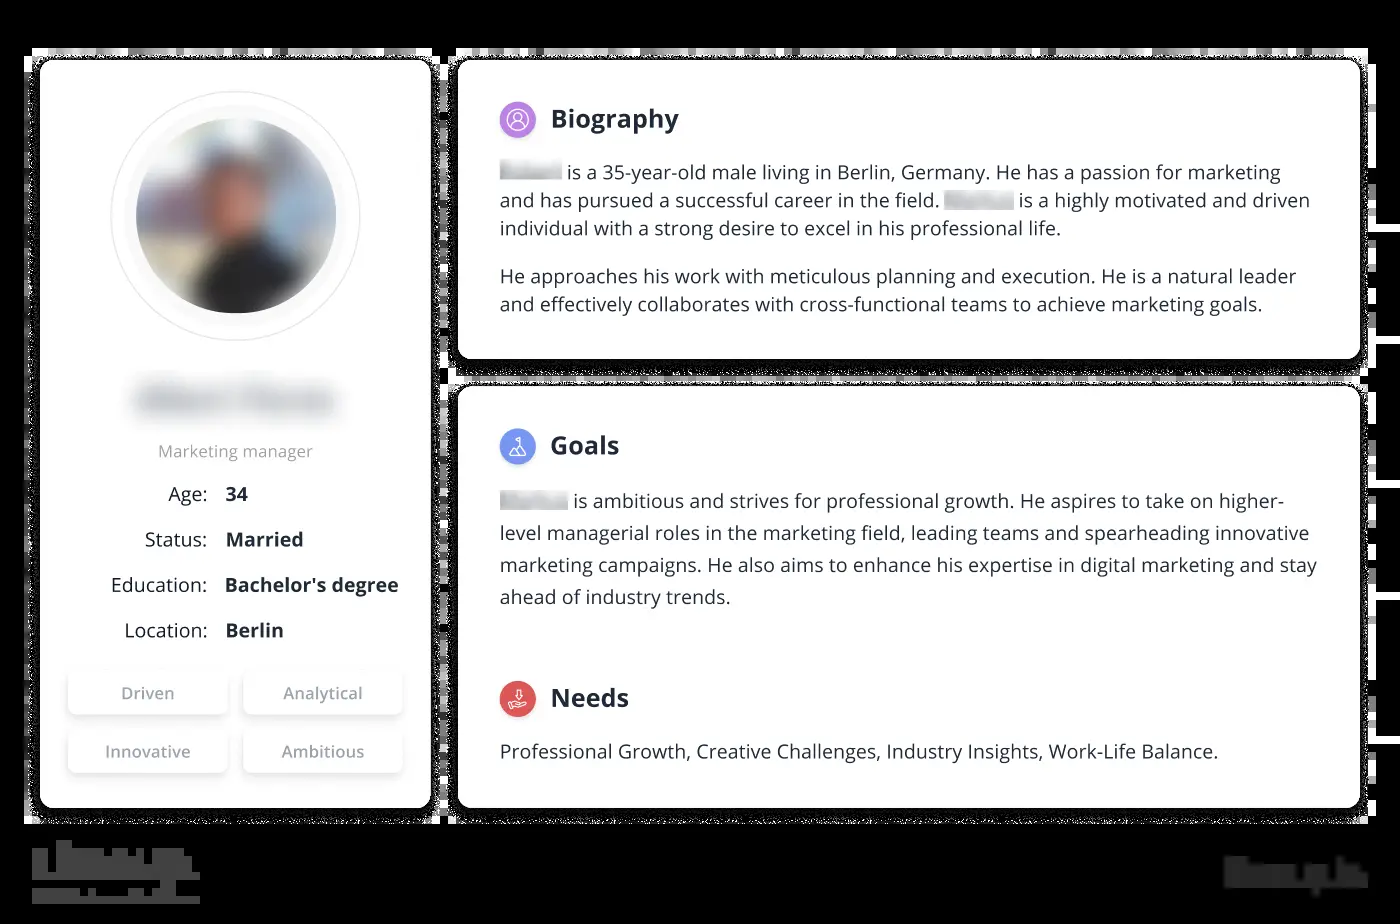 Marketing manager
Age: 34
Status: Married
Education: Bachelor's degree
Location: Berlin
Driven Analytical
Innovative Ambitious
Biography
is a 35-year-old male living in Berlin, Germany. He has a passion for marketing
and has pursued a successful career in the field. is a highly motivated and driven
individual with a strong desire to excel in his professional life.
He approaches his work with meticulous planning and execution. He is a natural leader
and effectively collaborates with cross-functional teams to achieve marketing goals.
Goals
is ambitious and strives for professional growth. He aspires to take on higher-
level managerial roles in the marketing field, leading teams and spearheading innovative
marketing campaigns. He also aims to enhance his expertise in digital marketing and stay
ahead of industry trends.
Needs
Professional Growth, Creative Challenges, Industry Insights, Work-Life Balance.